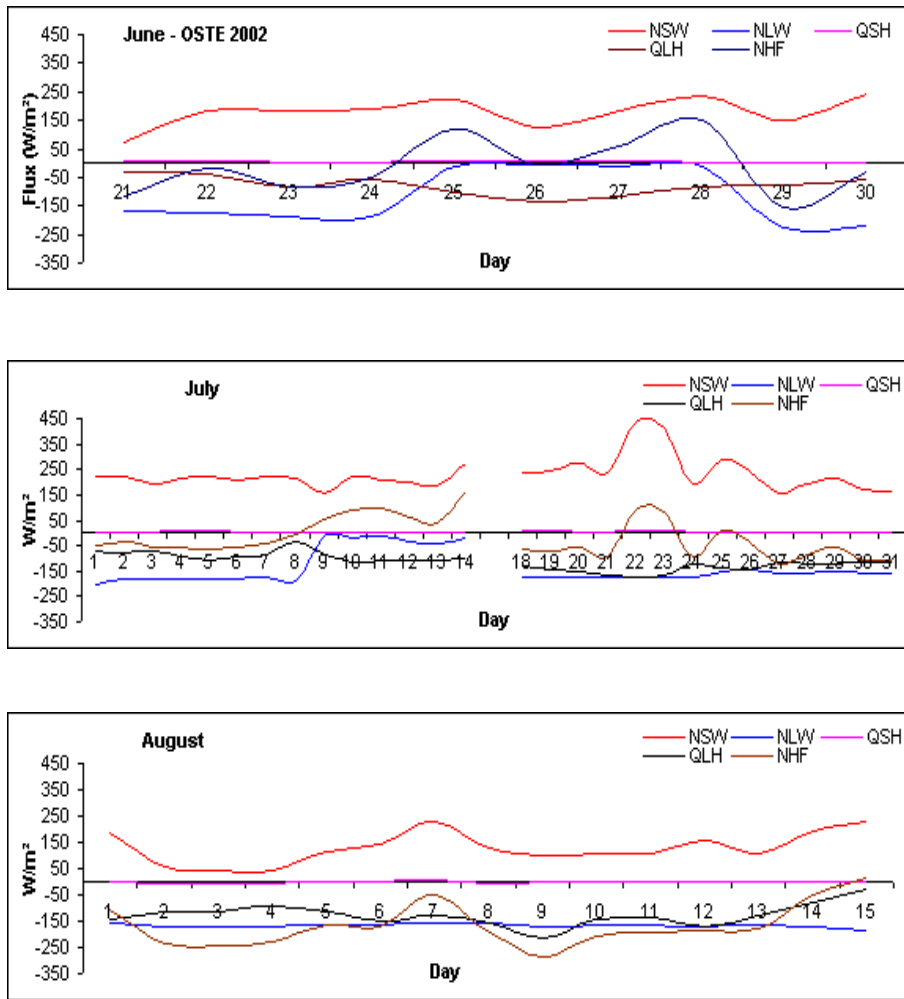 June - OSTE 2002
NSW NLW QSH
QLH NHF
Flux (W/m²)
450
350
250
150
50
-50
-150
-250
-350
21 22 23 24 25 26 27 28 29 30
Day
July
NSW NLW QSH
QLH NHF
W/m²
450
350
250
150
50
-50
-150
-250
-350
1 2 3 4 5 6 7 8 9 10 11 12 13 14 18 19 20 21 22 23 24 25 26 27 28 29 30 31
Day
August
NSW NLW QSH
QLH NHF
W/m²
450
350
250
150
50
-50
-150
-250
-350
1 2 3 4 5 6 7 8 9 10 11 12 13 14 15
Day